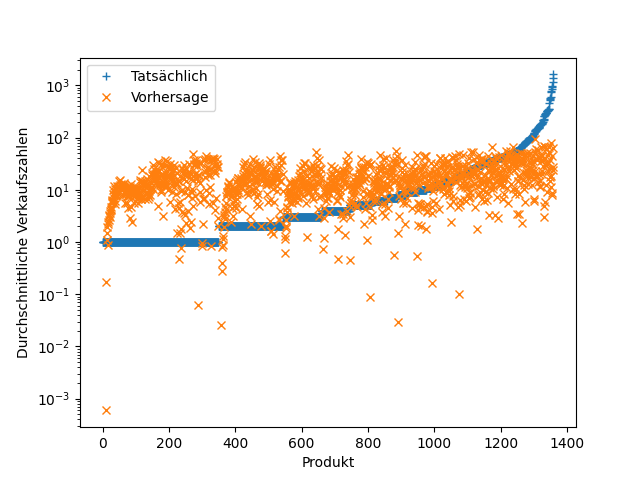 Tatsächlich
Vorhersage
Durchschnittliche Verkaufszahlen
10³
10²
10¹
10⁰
10⁻¹
10⁻²
10⁻³
0 200 400 600 800 1000 1200 1400
Produkt